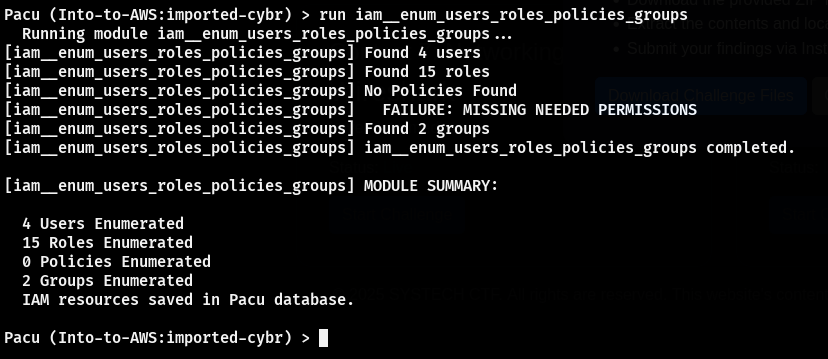 Pacu (Into-to-AWS:imported-cybr) > run iam__enum_users_roles_policies_groups
Running module iam__enum_users_roles_policies_groups...
[iam__enum_users_roles_policies_groups] Found 4 users
[iam__enum_users_roles_policies_groups] Found 15 roles
[iam__enum_users_roles_policies_groups] No Policies Found
[iam__enum_users_roles_policies_groups]   FAILURE: MISSING NEEDED PERMISSIONS
[iam__enum_users_roles_policies_groups] Found 2 groups
[iam__enum_users_roles_policies_groups] iam__enum_users_roles_policies_groups completed.
[iam__enum_users_roles_policies_groups] MODULE SUMMARY:
4 Users Enumerated
15 Roles Enumerated
0 Policies Enumerated
2 Groups Enumerated
IAM resources saved in Pacu database.
Pacu (Into-to-AWS:imported-cybr) >
Download Challenge Files